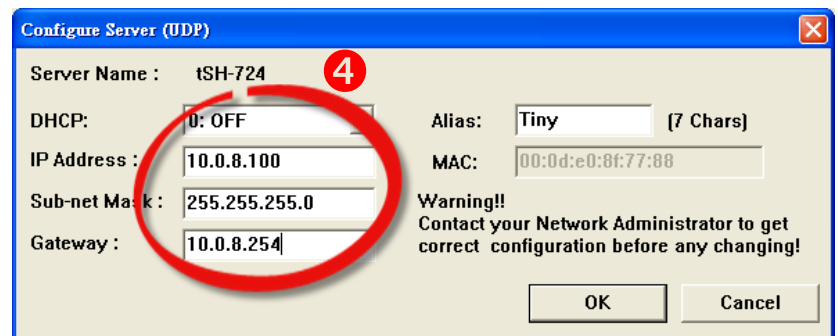 Configure Server (UDP)
Server Name : tSH-724
4
DHCP: 0: OFF
Alias: Tiny (7 Chars)
IP Address : 10.0.8.100
MAC: 00:0d:e0:8f:77:88
Sub-net Mask : 255.255.255.0
Gateway : 10.0.8.254
Warning!!
Contact your Network Administrator to get
correct configuration before any changing!
OK Cancel